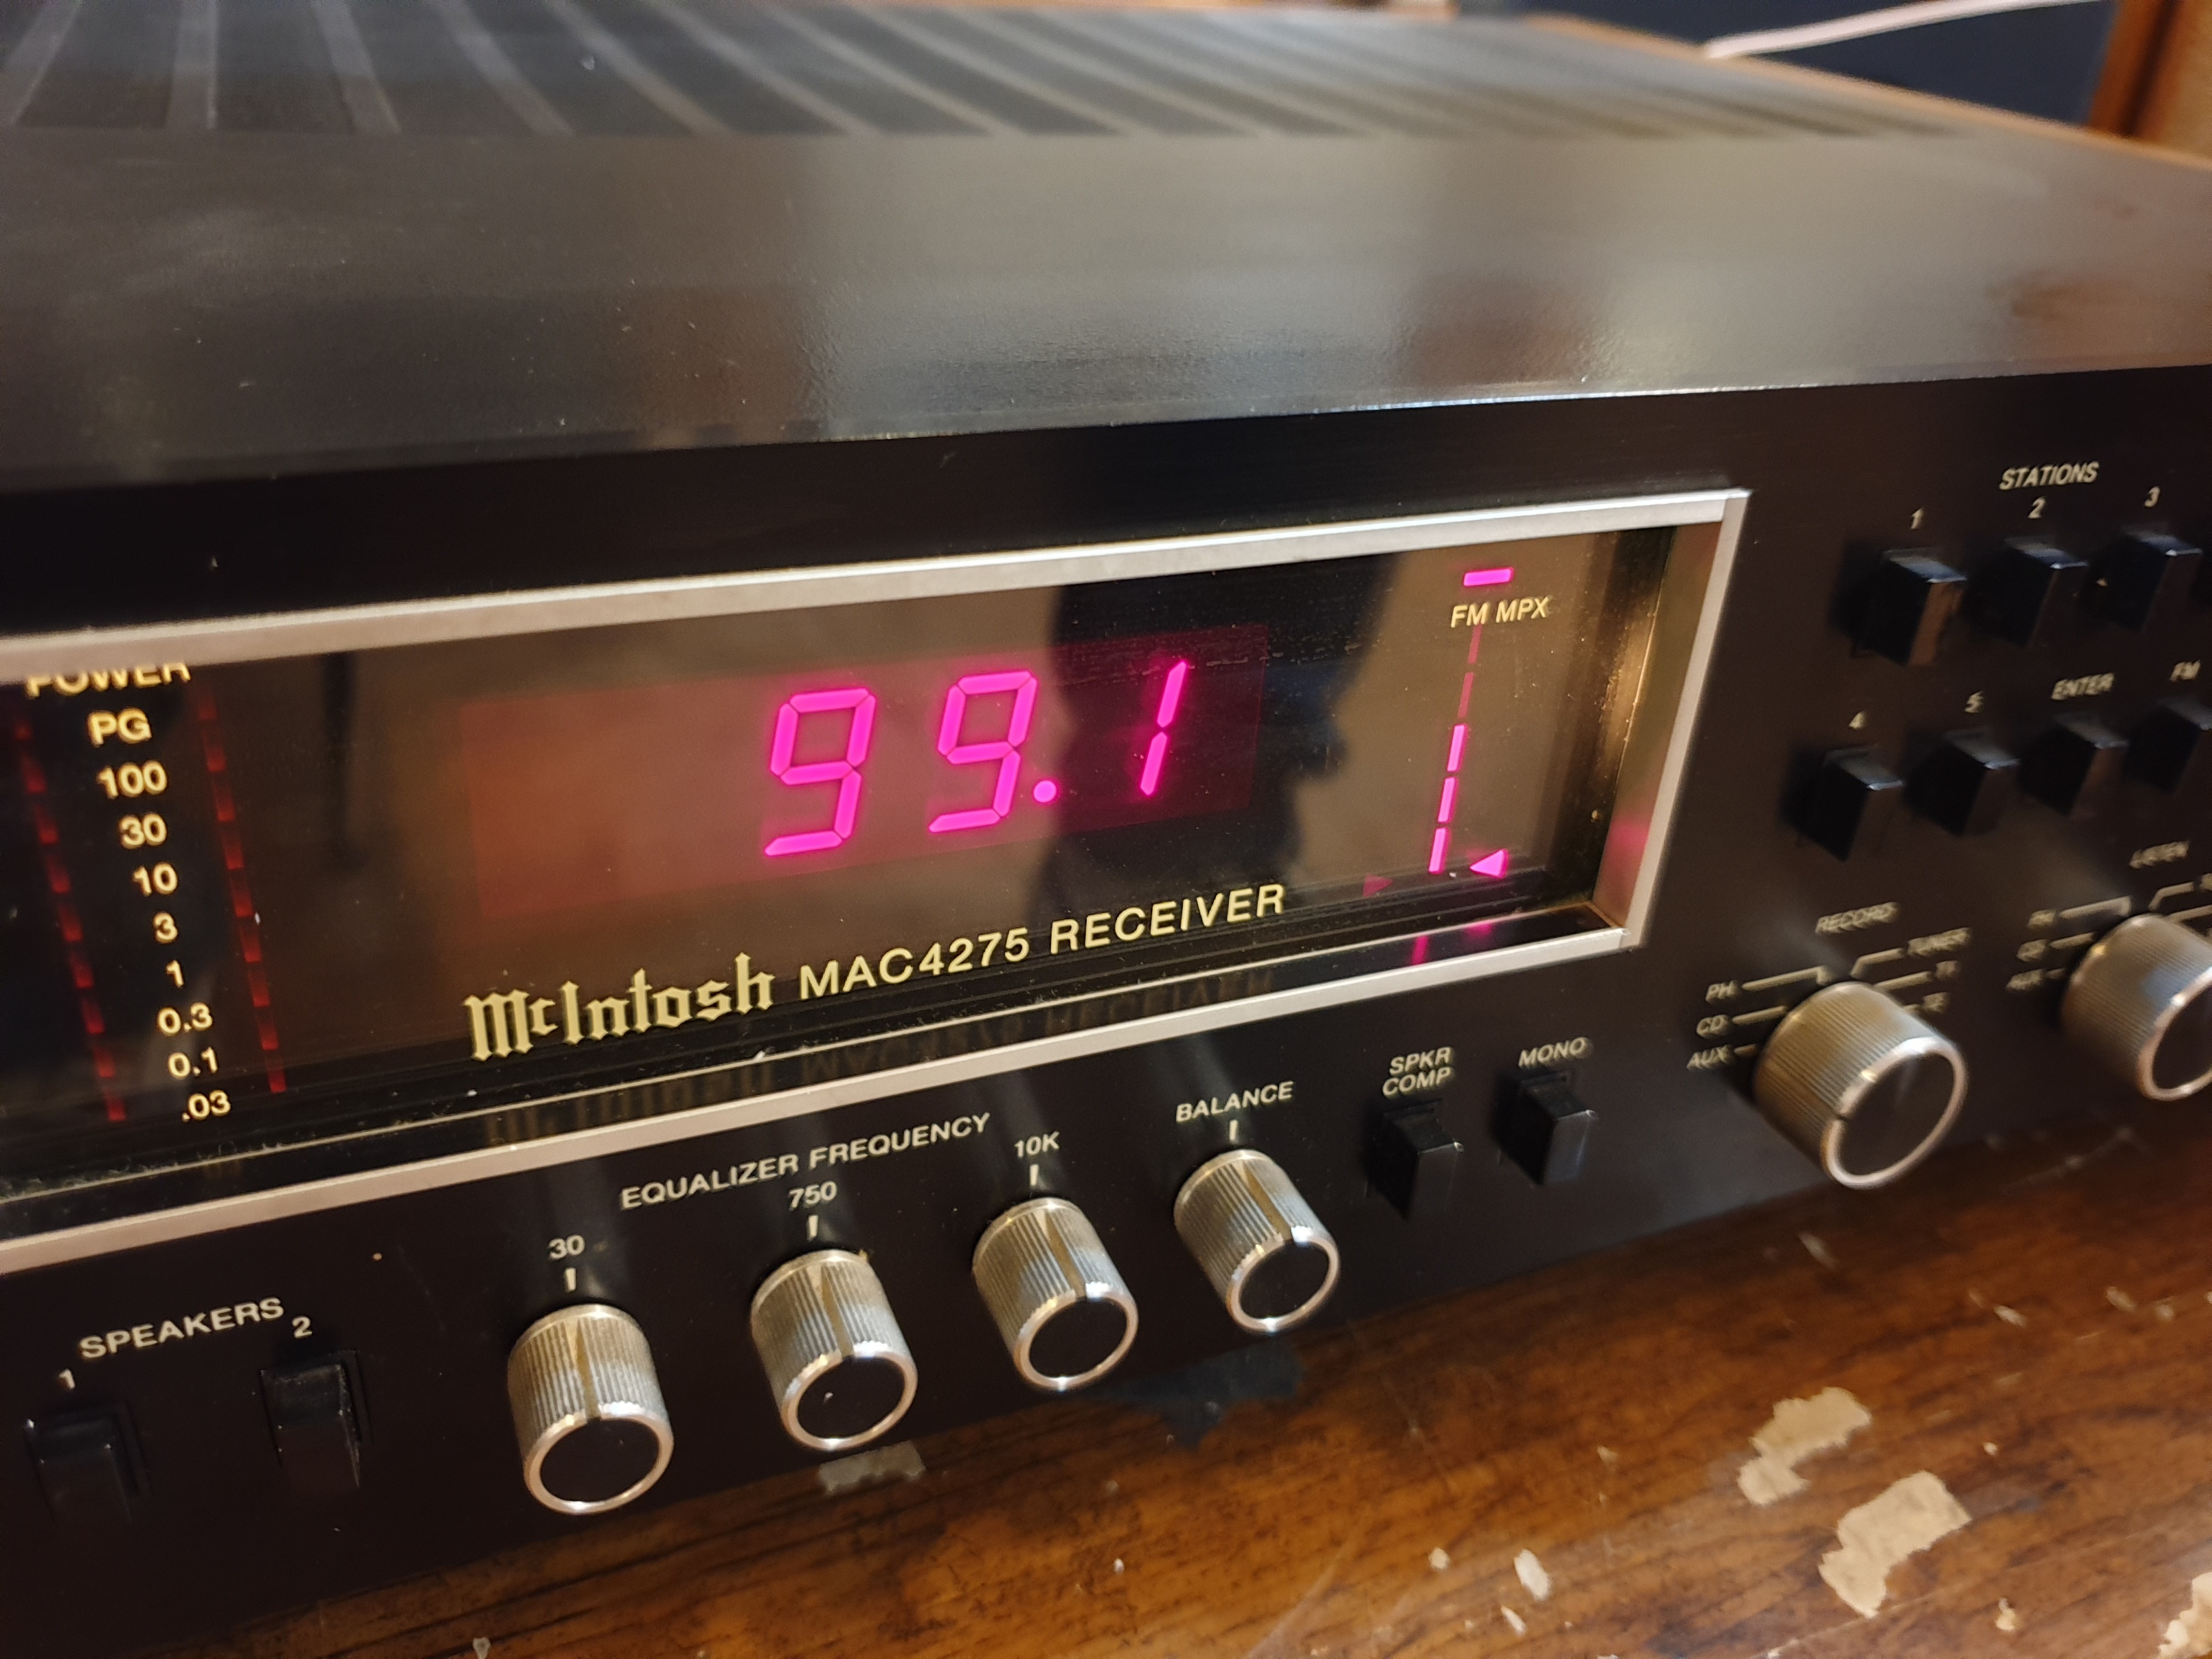 STATIONS
1 2 3
FM MPX
POWER
99.1
PG
100
30
10
3
1
0.3
0.1
.03
4 5 ENTER FM
McIntosh MAC4275 RECEIVER
LISTEN
RECORD
PH TUNER
CD
AUX
SPKR
COMP
MONO
BALANCE
EQUALIZER FREQUENCY
30 750 10K
SPEAKERS
1 2